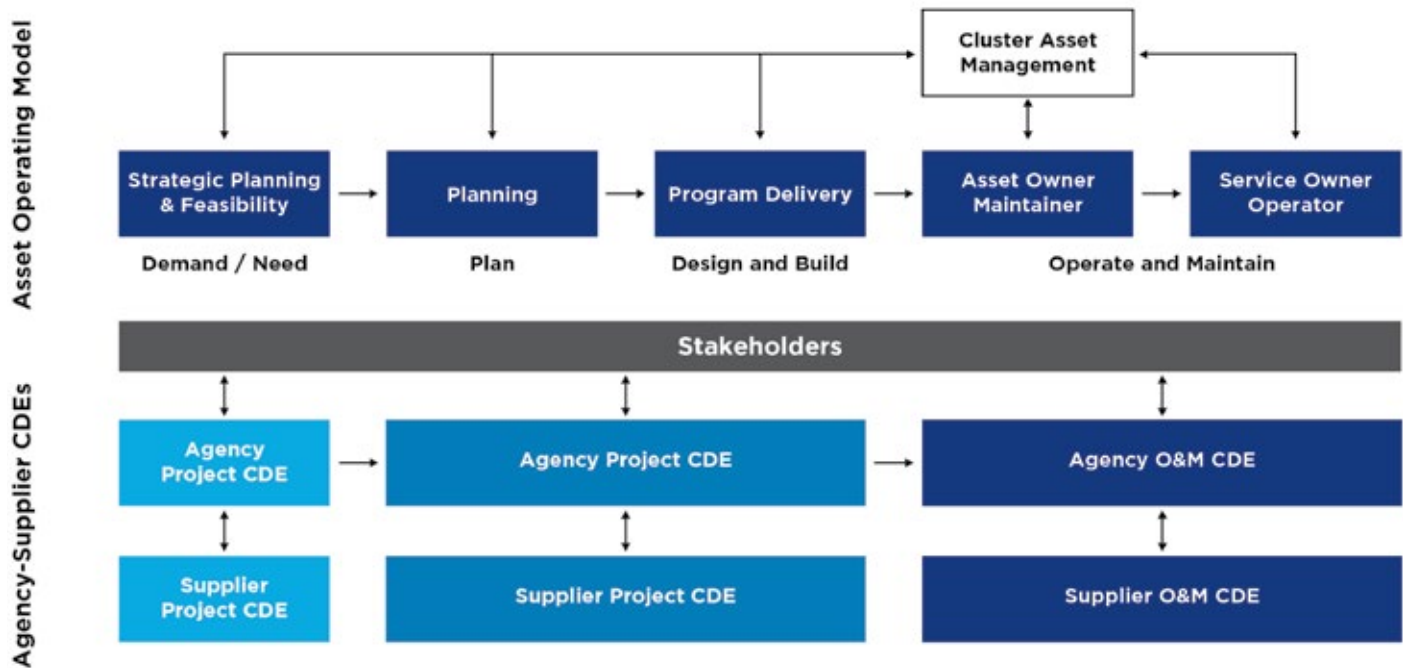 Asset Operating Model
Cluster Asset
Management
Strategic Planning
& Feasibility
Planning
Program Delivery
Asset Owner
Maintainer
Service Owner
Operator
Demand / Need
Plan
Design and Build
Operate and Maintain
Stakeholders
Agency-Supplier CDEs
Agency
Project CDE
Agency Project CDE
Agency O&M CDE
Supplier
Project CDE
Supplier Project CDE
Supplier O&M CDE